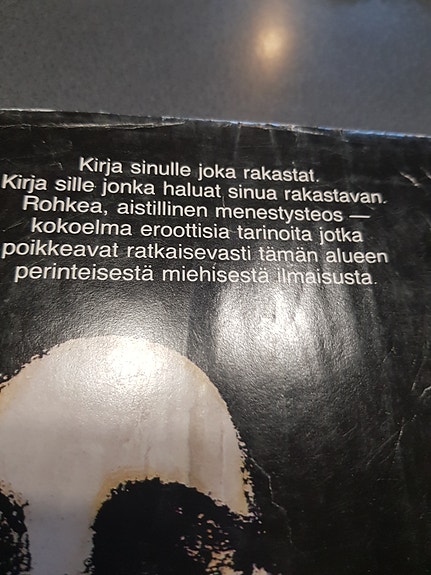 Kirja sinulle joka rakastat.
Kirja sille jonka haluat sinua rakastavan.
Rohkea, aistillinen menestysteos —
kokoelma eroottisia tarinoita jotka
poikkeavat ratkaisevasti tämän alueen
perinteisestä miehisestä ilmaisusta.